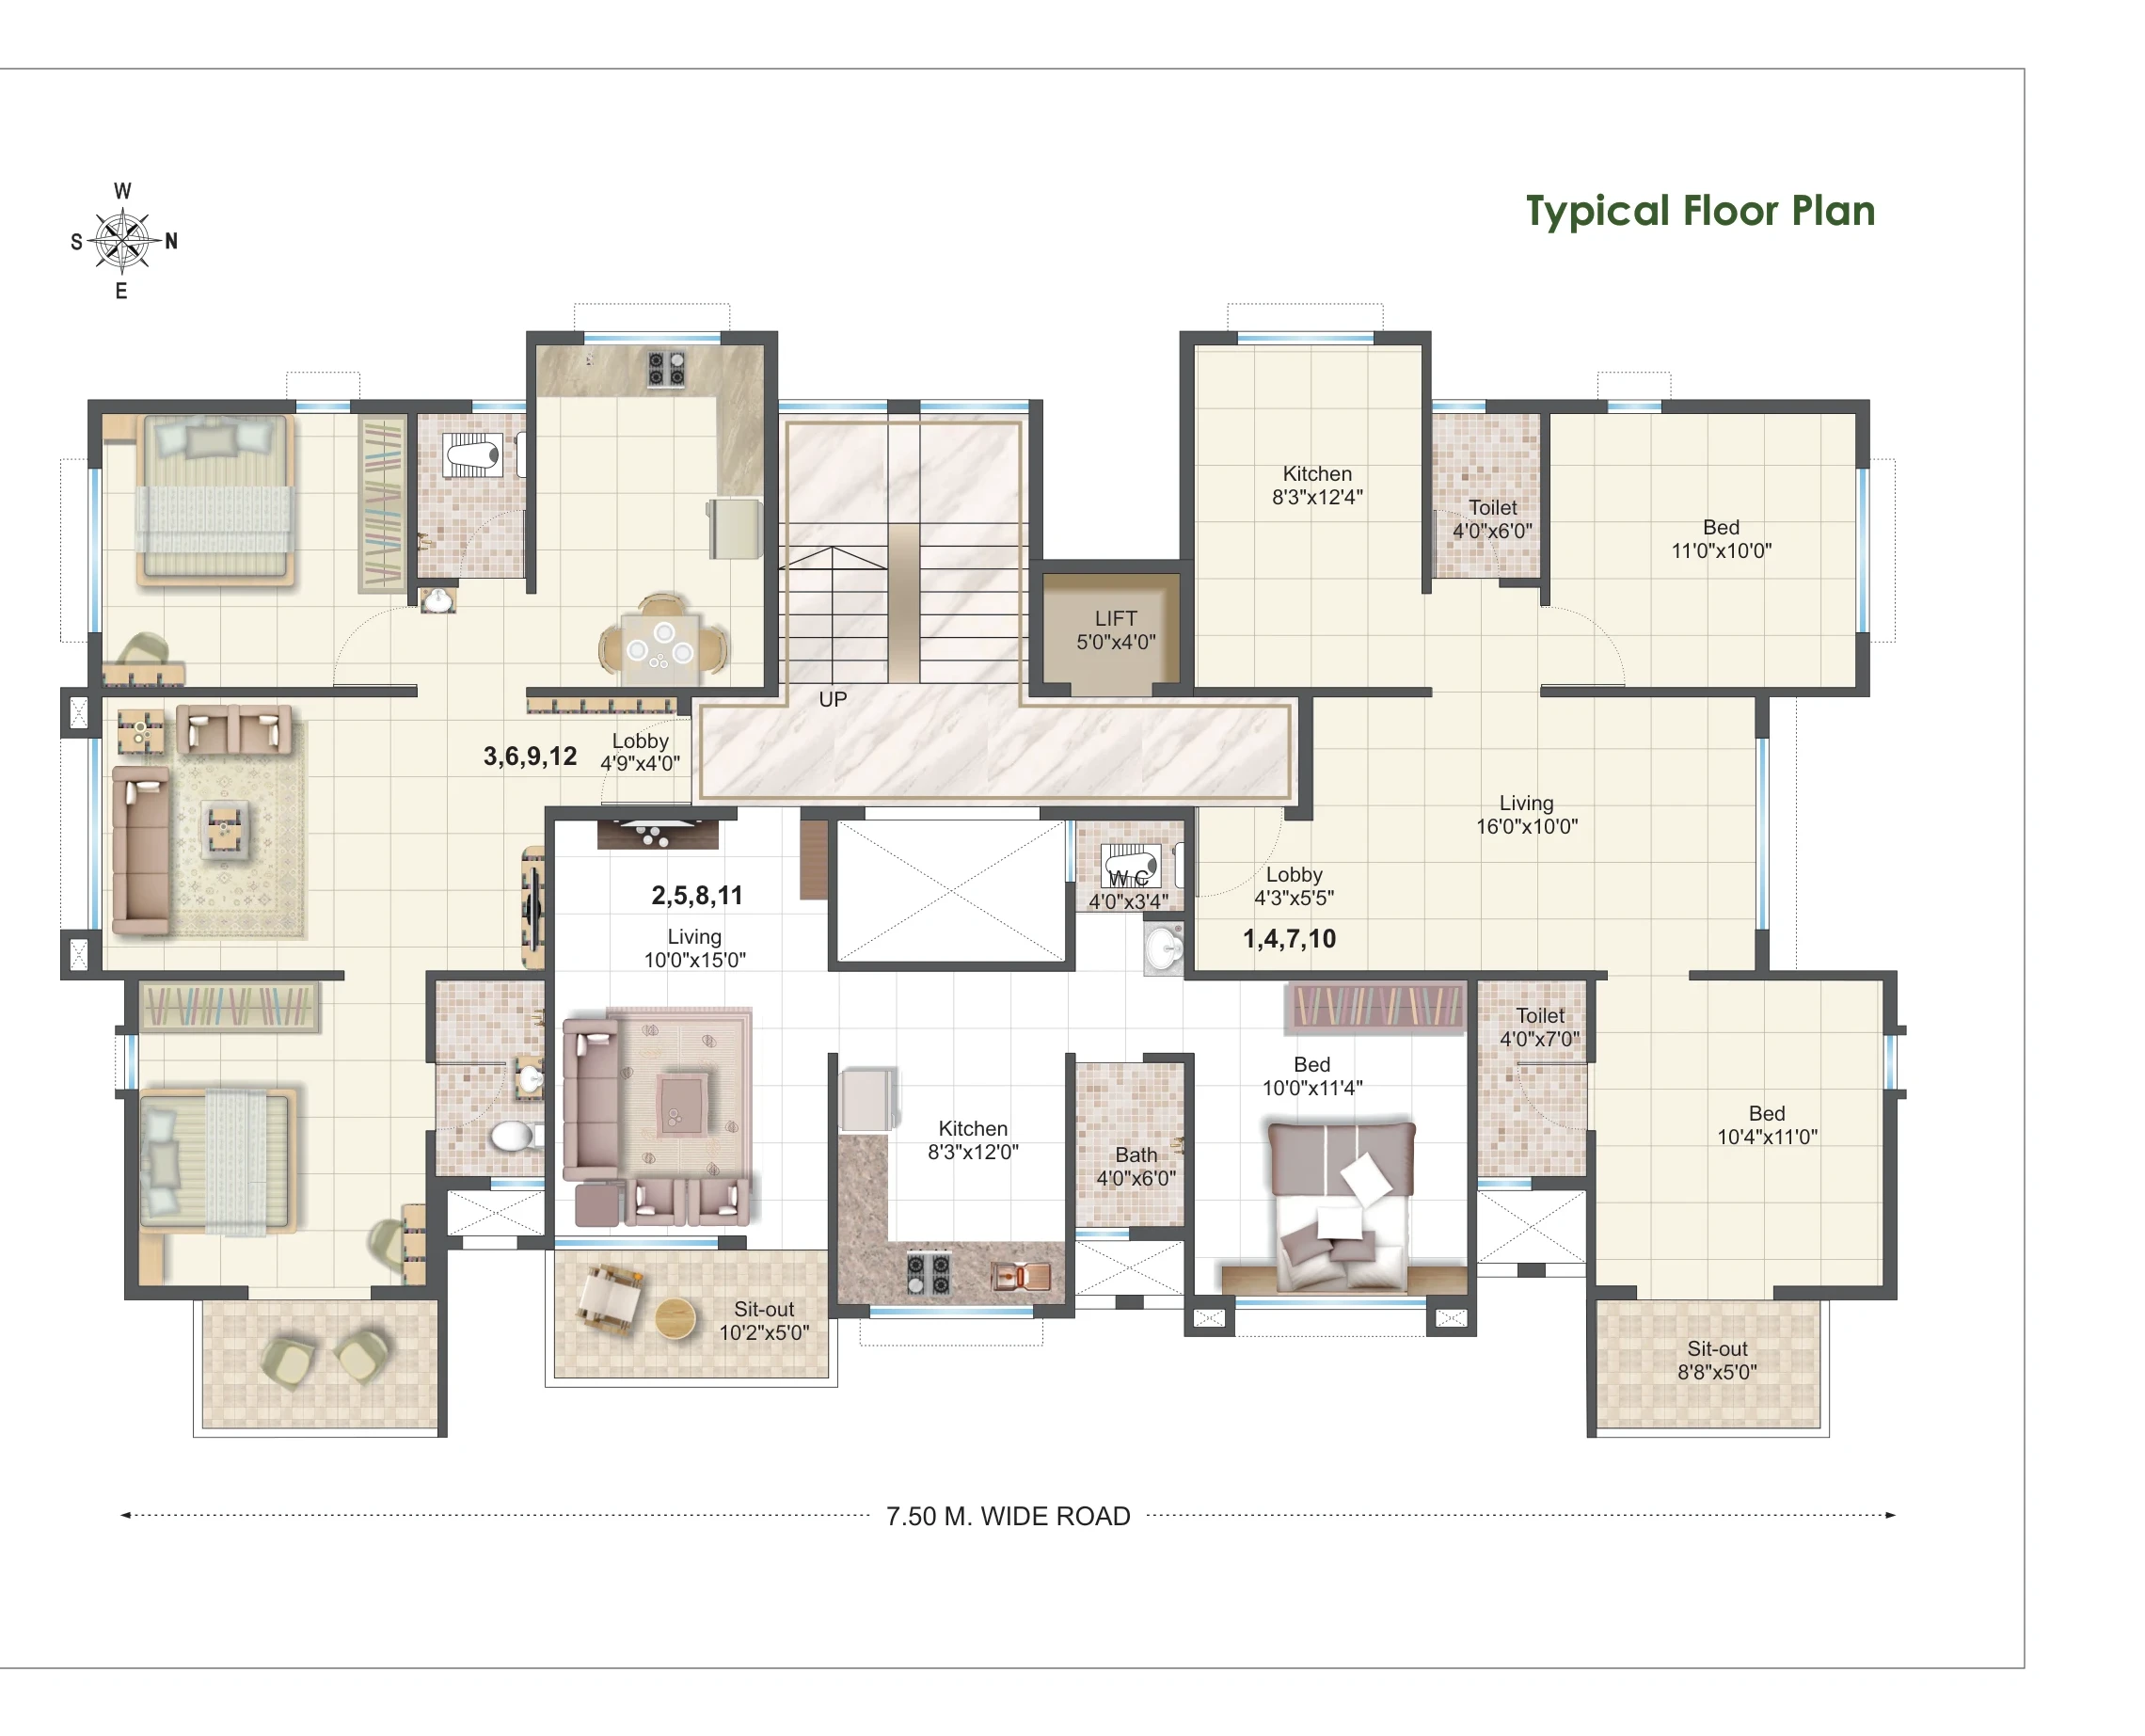 Typical Floor Plan
W
S
N
E
Kitchen
8'3"x12'4"
Toilet
4'0"x6'0"
Bed
11'0"x10'0"
LIFT
5'0"x4'0"
UP
3,6,9,12
Lobby
4'9"x4'0"
Living
16'0"x10'0"
2,5,8,11
Living
10'0"x15'0"
W C
4'0"x3'4"
Lobby
4'3"x5'5"
1,4,7,10
Toilet
4'0"x7'0"
Bed
10'0"x11'4"
Kitchen
8'3"x12'0"
Bath
4'0"x6'0"
Bed
10'4"x11'0"
Sit-out
10'2"x5'0"
Sit-out
8'8"x5'0"
7.50 M. WIDE ROAD